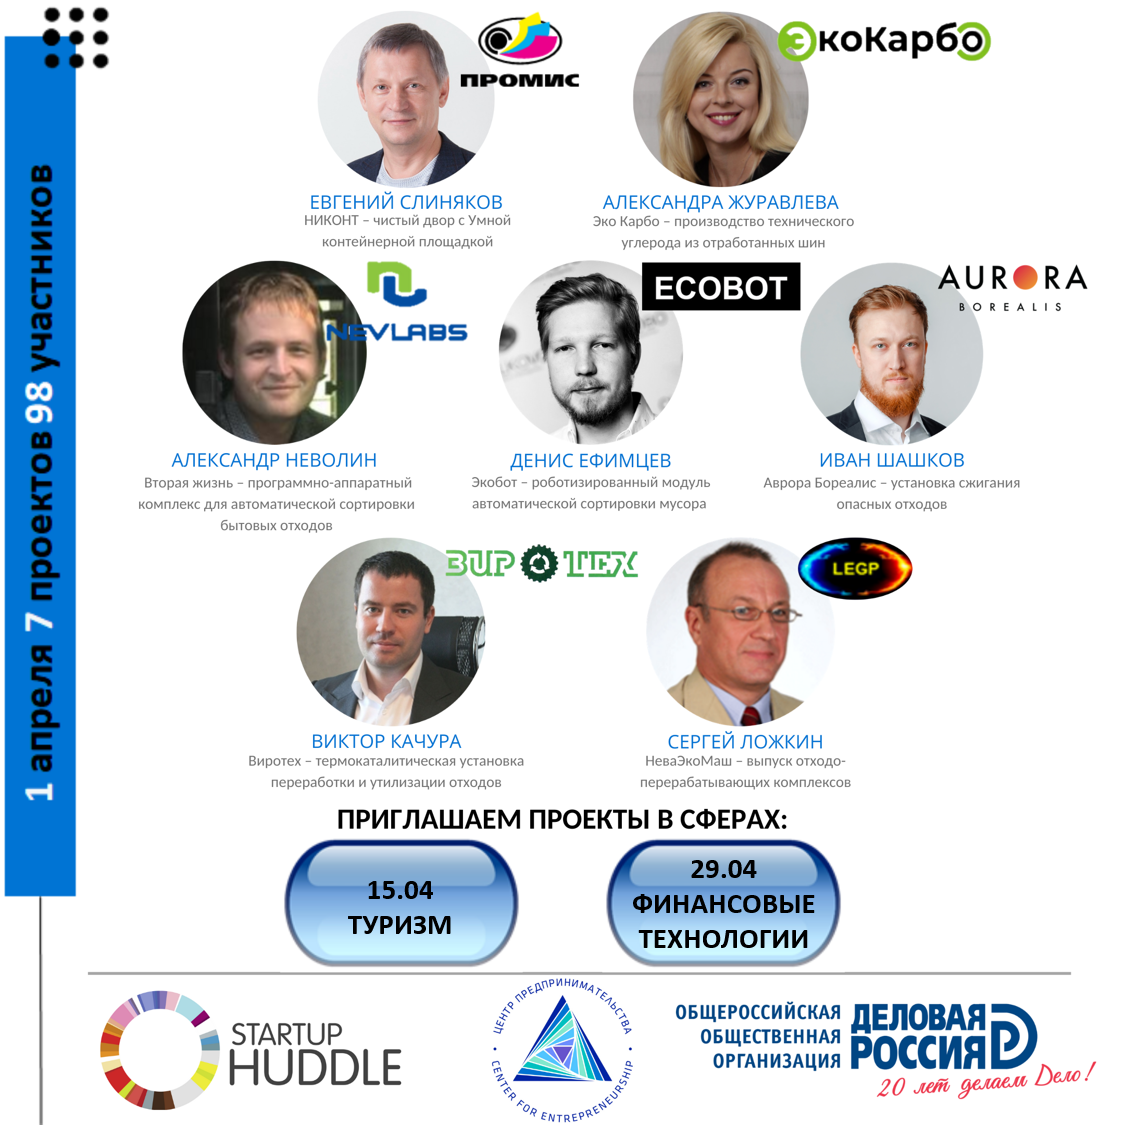 1 апреля 7 проектов 98 участников
ПРОМИС
ЭкоКарбо
ЕВГЕНИЙ СЛИНЯКОВ
НИКОНТ – чистый двор с Умной
контейнерной площадкой
АЛЕКСАНДРА ЖУРАВЛЕВА
Эко Карбо – производство технического
углерода из отработанных шин
NEVLABS
ECOBOT
AURORA
BOREALIS
АЛЕКСАНДР НЕВОЛИН
Вторая жизнь – программно-аппаратный
комплекс для автоматической сортировки
бытовых отходов
ДЕНИС ЕФИМЦЕВ
Экобот – роботизированный модуль
автоматической сортировки мусора
ИВАН ШАШКОВ
Аврора Бореалис – установка сжигания
опасных отходов
ВИРОТЕХ
LEGP
ВИКТОР КАЧУРА
Виротех – термокаталитическая установка
переработки и утилизации отходов
СЕРГЕЙ ЛОЖКИН
НеваЭкоМаш – выпуск отходо-
перерабатывающих комплексов
ПРИГЛАШАЕМ ПРОЕКТЫ В СФЕРАХ:
15.04
ТУРИЗМ
29.04
ФИНАНСОВЫЕ
ТЕХНОЛОГИИ
STARTUP
HUDDLE
ЦЕНТР ПРЕДПРИНИМАТЕЛЬСТВА
CENTER FOR ENTREPRENEURSHIP
ОБЩЕРОССИЙСКАЯ
ОБЩЕСТВЕННАЯ
ОРГАНИЗАЦИЯ
ДЕЛОВАЯ
РОССИЯ
20 лет делаем Дело!